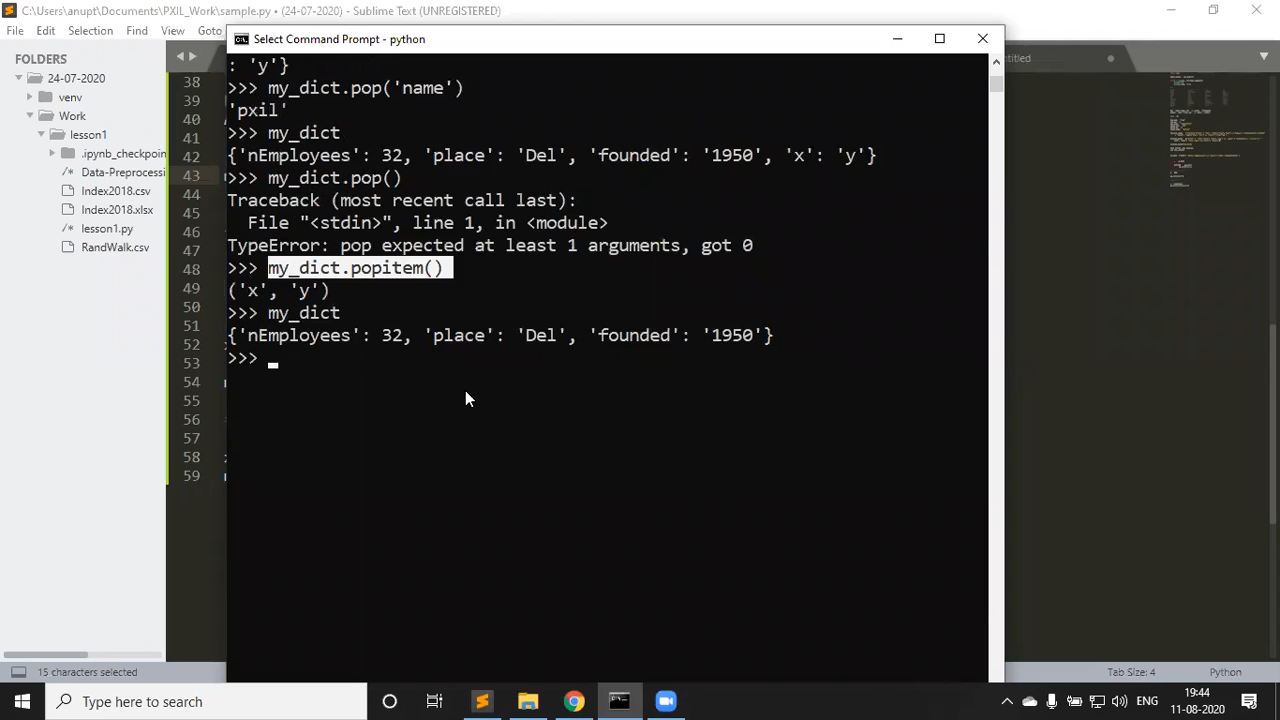 C:\Users\anupt\Documents\PXIL_Work\sample.py • (24-07-2020) - Sublime Text (UNREGISTERED)
File Edit Selection Find View Goto
Select Command Prompt - python
FOLDERS
24-07-2020
venv
Work
lesson1
.ipynb_checkpoin
Data-Preprocessi
Index2018.csv
Index2018.xlsx
lesson1.py
RandWalk.csv
38
39
40
41
42
43
44
45
46
47
48
49
50
51
52
53
54
55
56
57
58
59
: 'y'}
>>> my_dict.pop('name')
'pxil'
>>> my_dict
{'nEmployees': 32, 'place': 'Del', 'founded': '1950', 'x': 'y'}
>>> my_dict.pop()
Traceback (most recent call last):
File "<stdin>", line 1, in <module>
TypeError: pop expected at least 1 arguments, got 0
>>> my_dict.popitem()
('x', 'y')
>>> my_dict
{'nEmployees': 32, 'place': 'Del', 'founded': '1950'}
>>>
ntitled
15 characters selected
Tab Size: 4 Python
Type here to search
ENG
19:44
11-08-2020